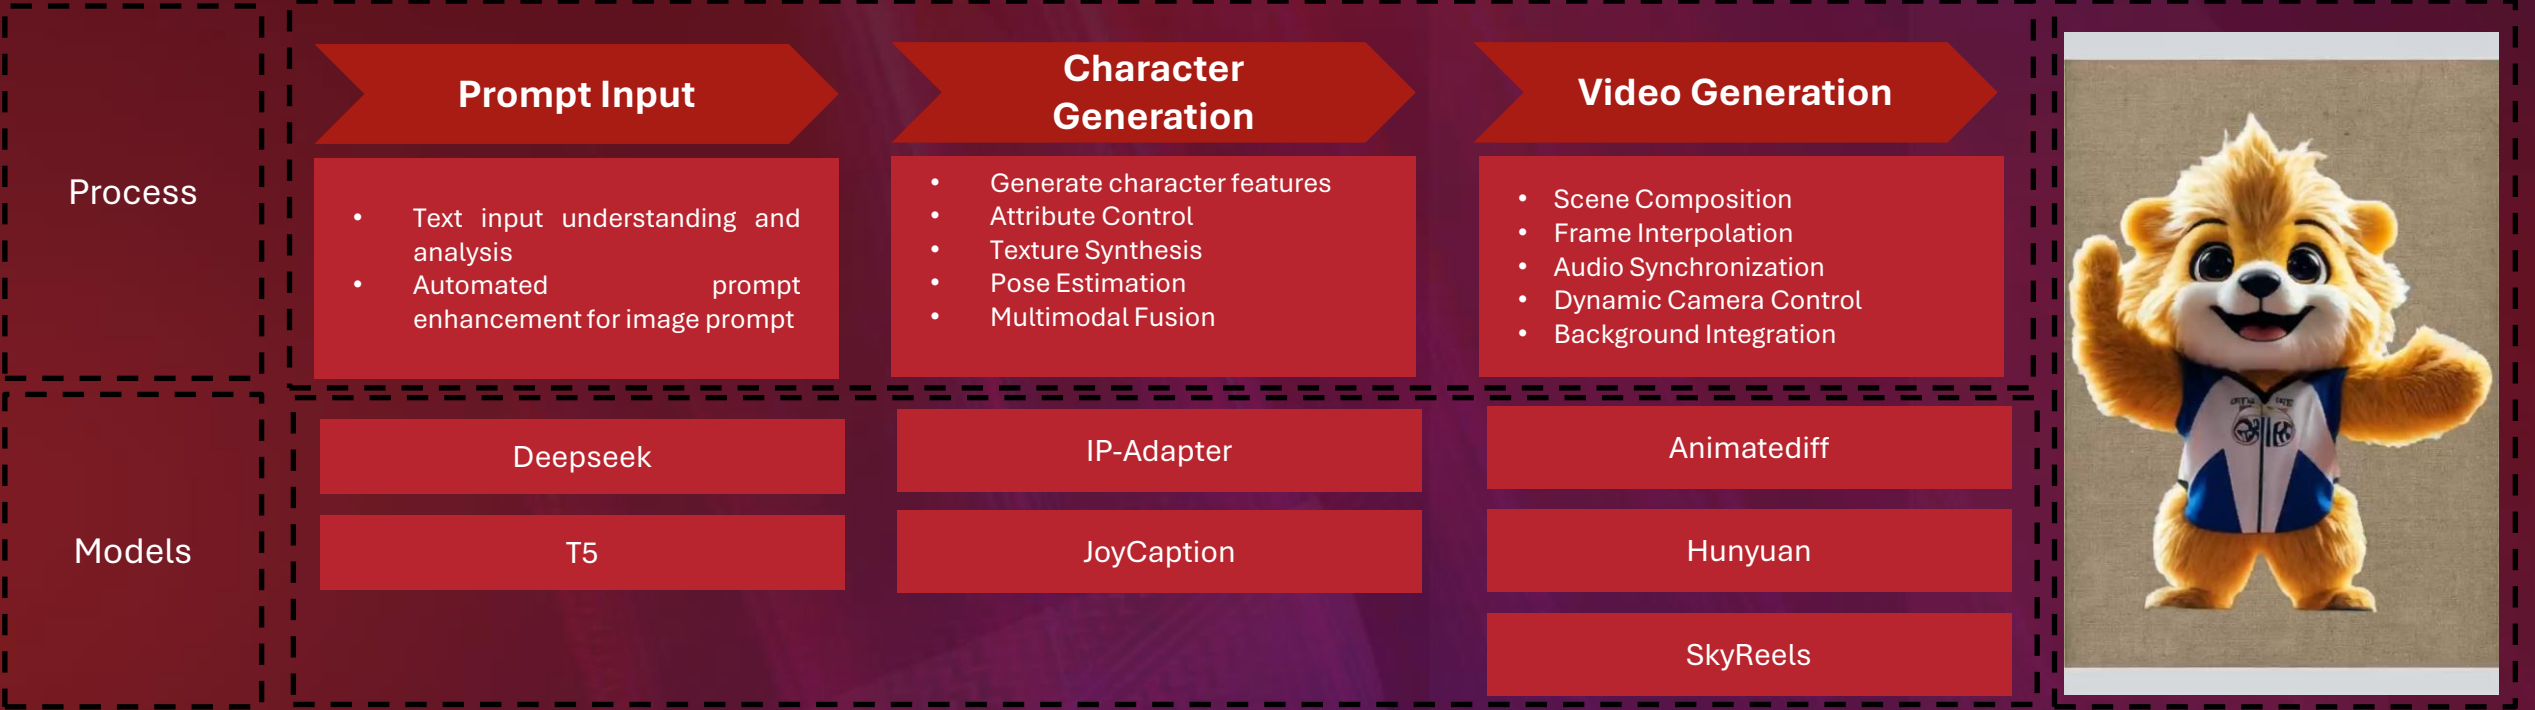 Process
Prompt Input
• Text input understanding and
analysis
• Automated prompt
enhancement for image prompt
Character
Generation
• Generate character features
• Attribute Control
• Texture Synthesis
• Pose Estimation
• Multimodal Fusion
Video Generation
• Scene Composition
• Frame Interpolation
• Audio Synchronization
• Dynamic Camera Control
• Background Integration
Models
Deepseek
T5
IP-Adapter
JoyCaption
Animatediff
Hunyuan
SkyReels